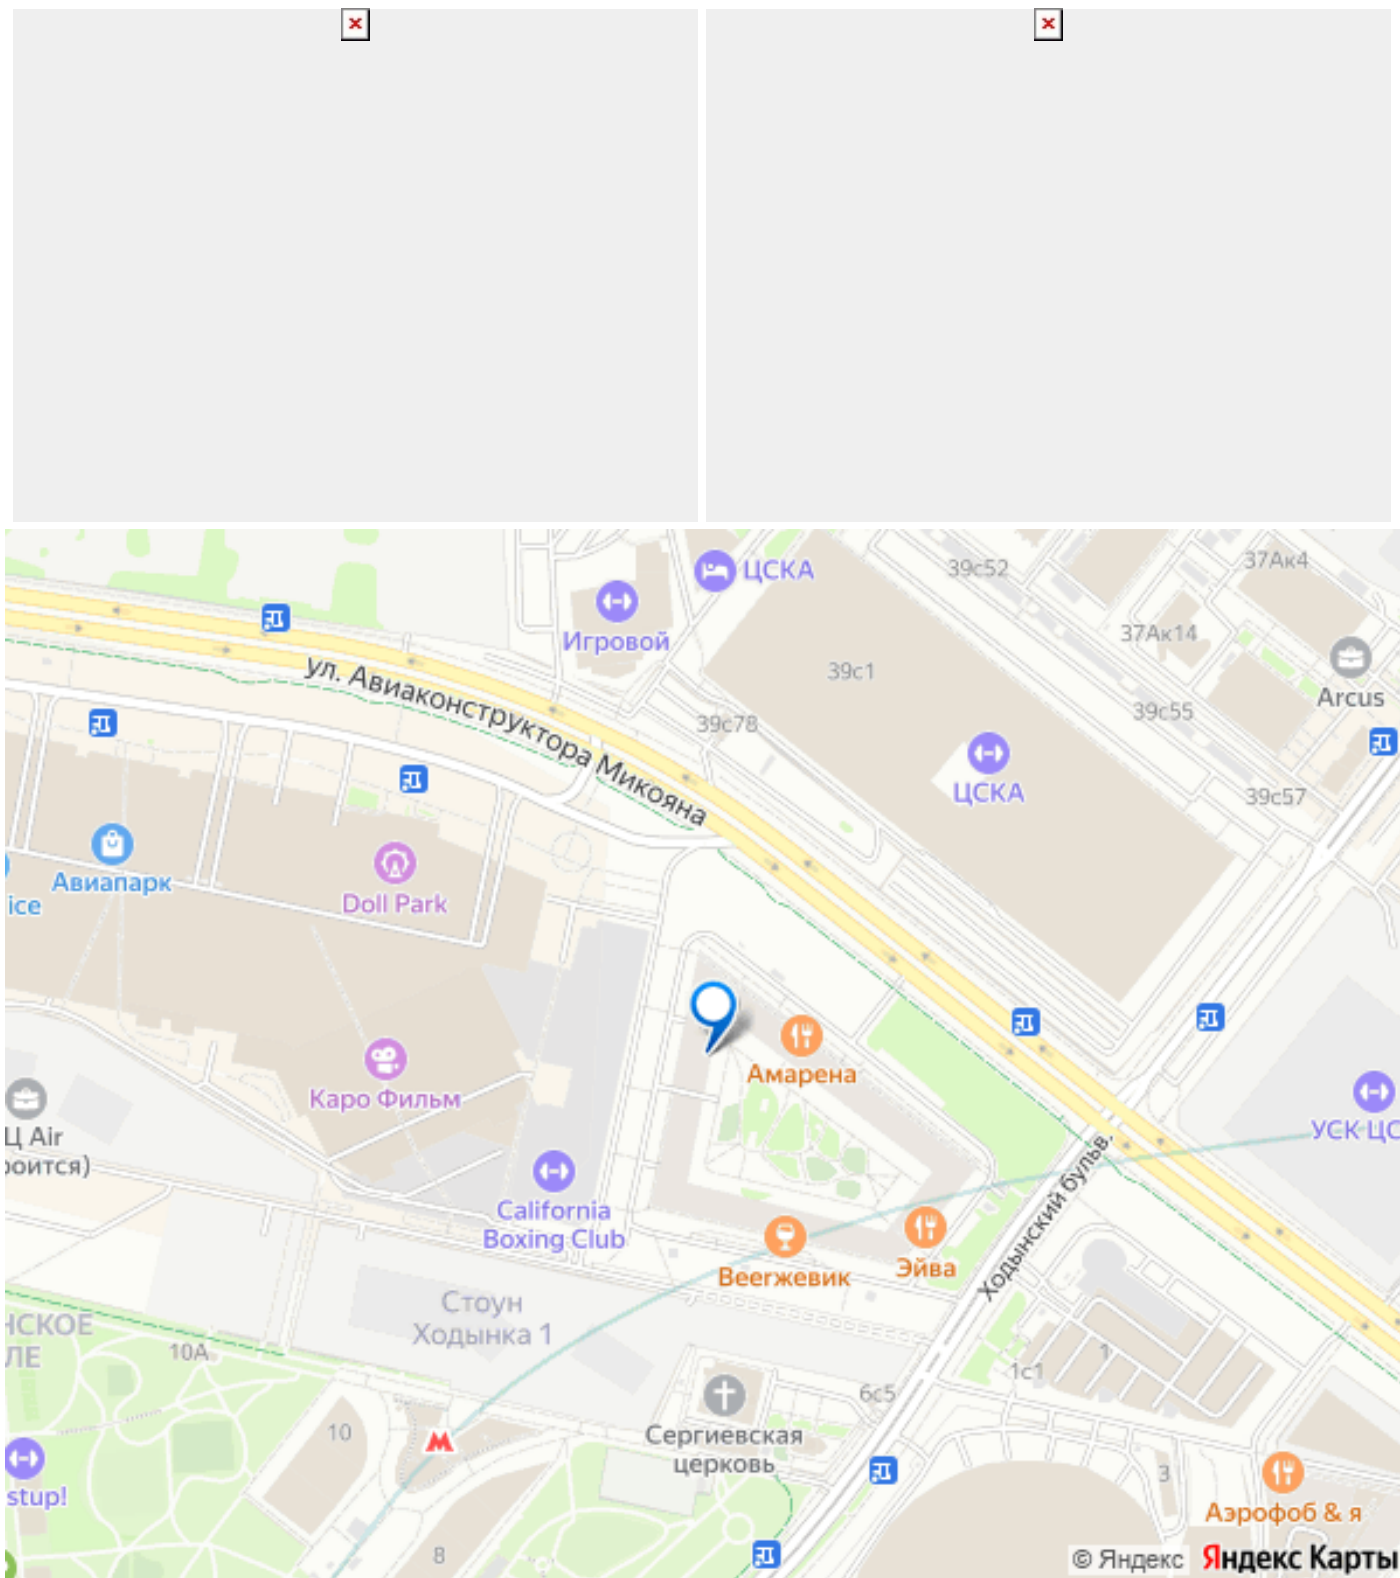 ЦСКА
39с52
37Ак4
Игровой
37Ак14
39с1
Arcus
ул. Авиаконструктора Микояна
39с78
39с55
ЦСКА
39с57
Авиапарк
ice
Doll Park
Амарена
Каро Фильм
Ц Air
роится)
УСК ЦС
Ходынский бульв.
California
Boxing Club
Веегжевик
Эйва
Стоун
Ходынка 1
НСКОЕ
ЛЕ
10А
1
1с1
6с5
10
Сергиевская
церковь
stup!
3
Аэрофоб & я
8
© Яндекс Яндекс Карты